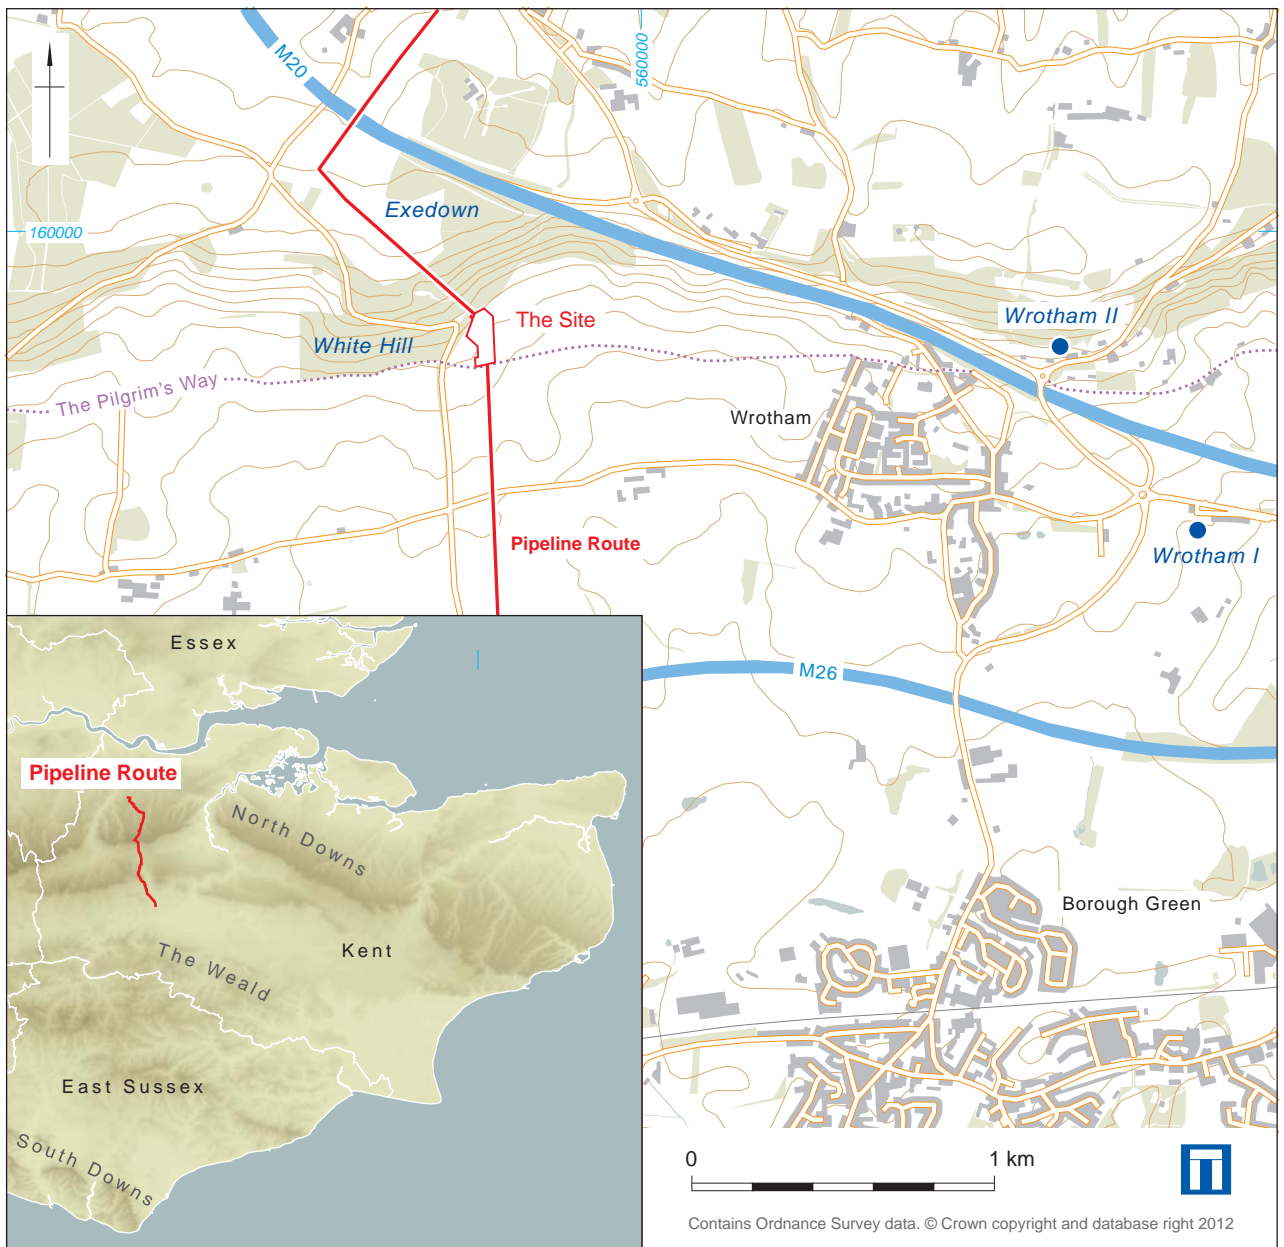 M20
560000
Exedown
160000
Wrotham II
The Site
White Hill
The Pilgrim's Way
Wrotham
Pipeline Route
Wrotham I
Essex
M26
Pipeline Route
North Downs
Borough Green
Kent
The Weald
East Sussex
South Downs
0 1 km
Contains Ordnance Survey data. © Crown copyright and database right 2012